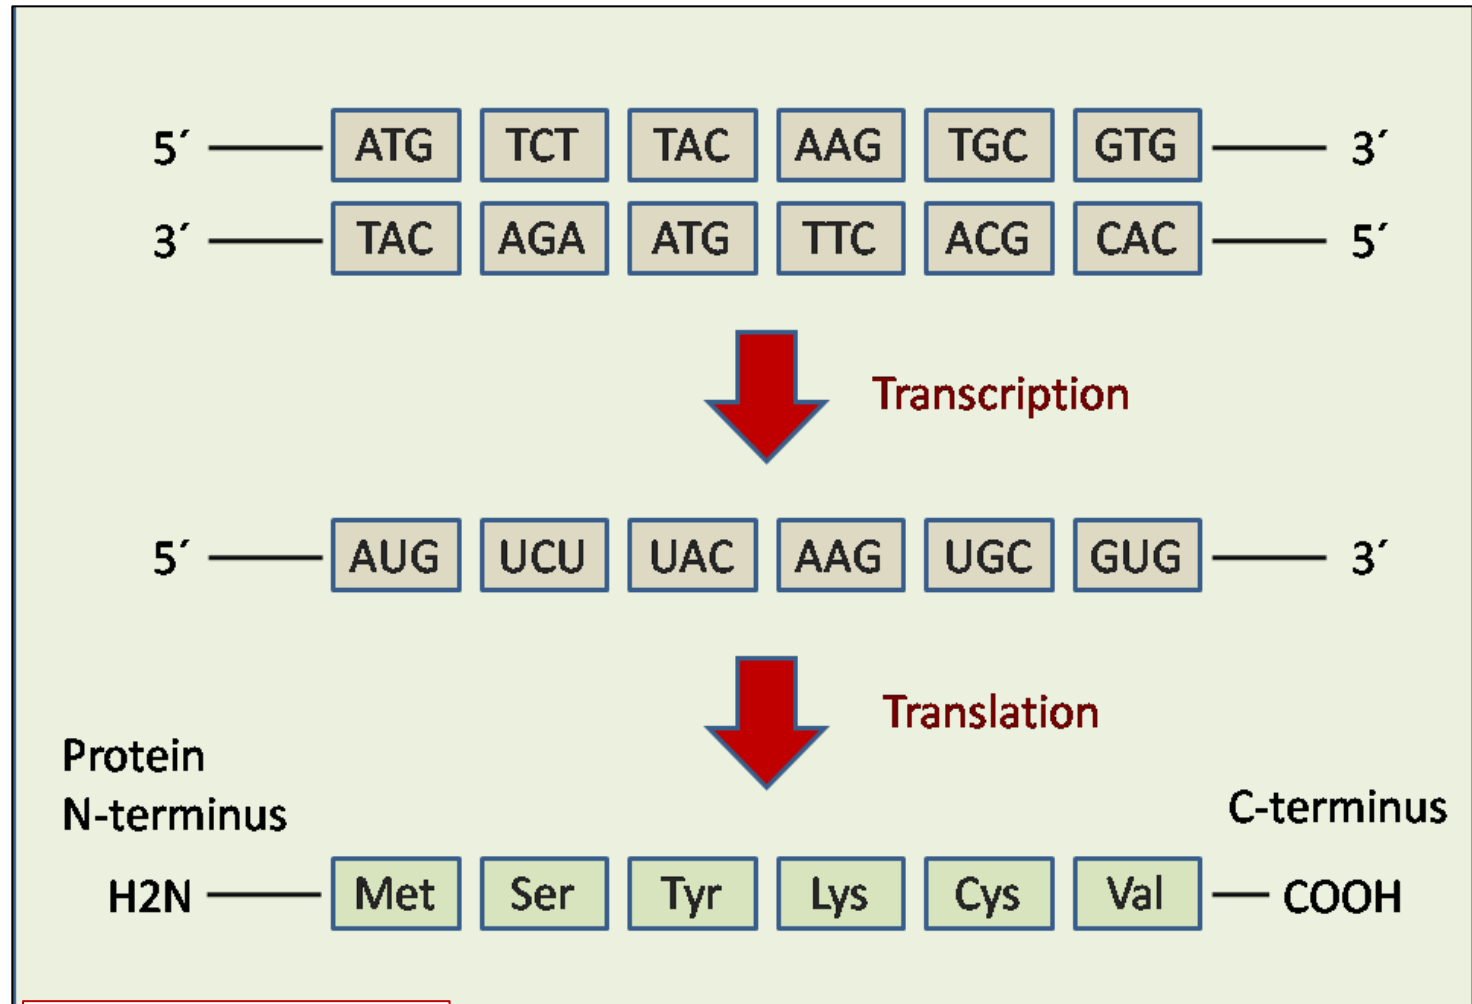 5´ ATG TCT TAC AAG TGC GTG 3´
3´ TAC AGA ATG TTC ACG CAC 5´
Transcription
5´ AUG UCU UAC AAG UGC GUG 3´
Translation
Protein
N-terminus
C-terminus
H2N Met Ser Tyr Lys Cys Val COOH